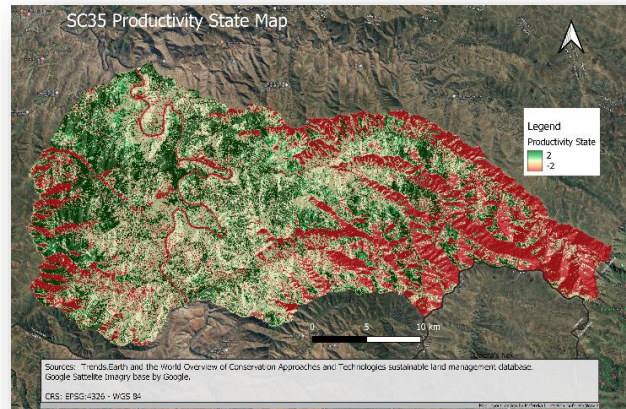 SC35 Productivity State Map
Legend
Productivity State
2
-2
0 5 10 km
Sources: Trends.Earth and the World Overview of Conservation Approaches and Technologies sustainable land management database.
Google Sattelite Imagry base by Google.
CRS: EPSG:4326 - WGS 84